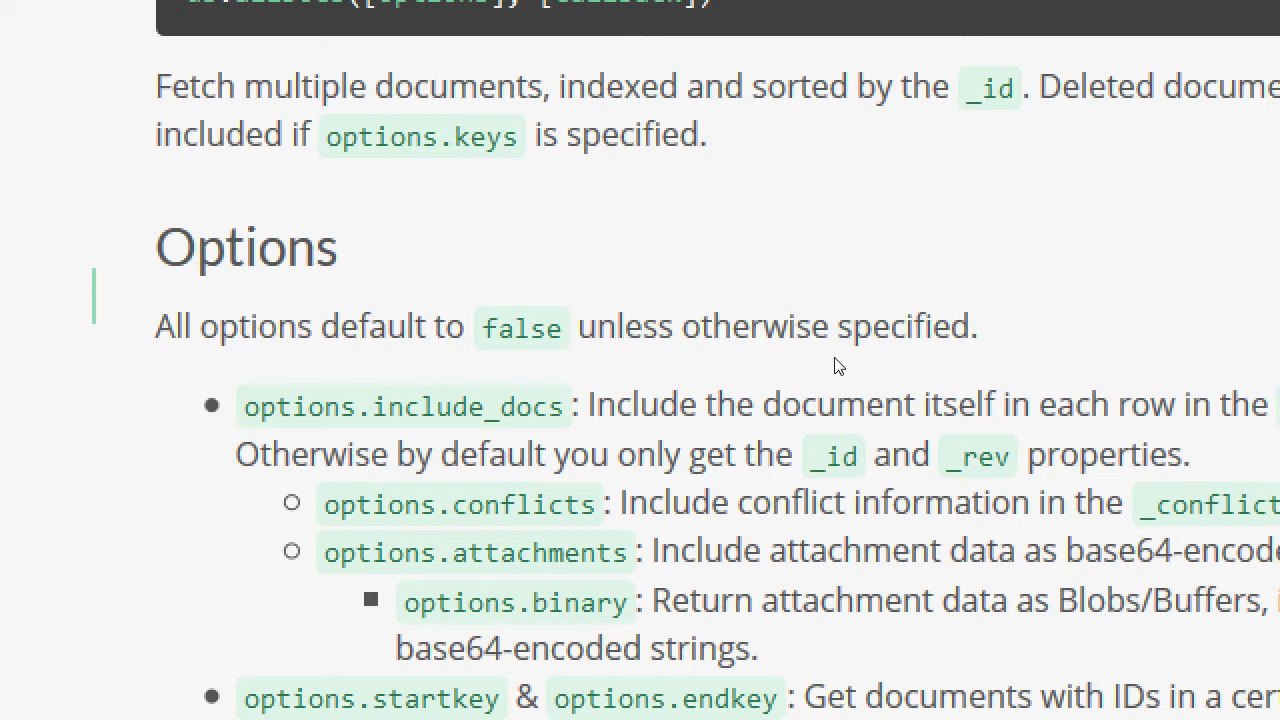 db.allDocs([options], [callback])
Fetch multiple documents, indexed and sorted by the _id. Deleted
included if options.keys is specified.
Options
All options default to false unless otherwise specified.
options.include_docs: Include the document itself in each row in the
Otherwise by default you only get the _id and _rev properties.
options.conflicts: Include conflict information in the _conflict
options.attachments: Include attachment data as
options.binary: Return attachment data as Blobs/Buffers,
base64-encoded strings.
options.startkey & options.endkey: Get documents with IDs in a